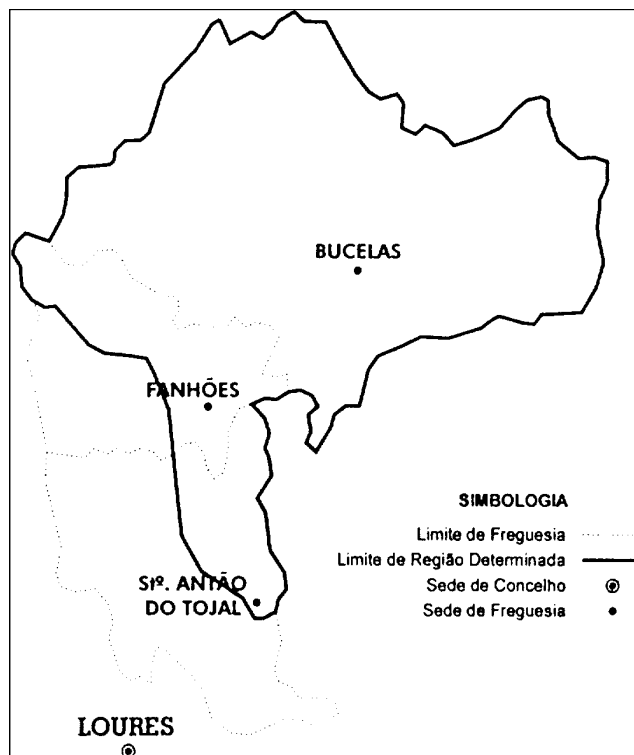 BUCELAS
FANHÕES
SIMBOLOGIA
Limite de Freguesia
Limite de Região Determinada
Sede de Concelho
Sede de Freguesia
Stº. ANTÃO
DO TOJAL
LOURES